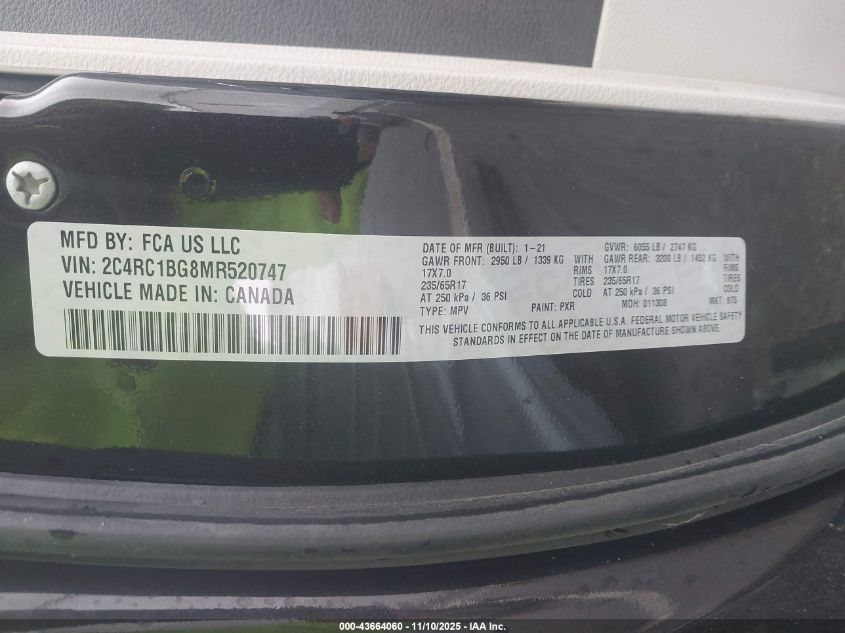 MFD BY: FCA US LLC
VIN: 2C4RC1BG8MR520747
VEHICLE MADE IN: CANADA
DATE OF MFR (BUILT): 1-21 GVWR: 6055 LB / 2747 KG
GAWR FRONT: 2950 LB / 1339 KG WITH GAWR REAR: 3200 LB / 1452 KG WITH
17X7.0 RIMS 17X7.0 RIMS
235/65R17 TIRES 235/65R17 TIRES
AT 250 kPa / 36 PSI COLD AT 250 kPa / 36 PSI COLD
TYPE: MPV PAINT: PXR MDH: 011308 MKT: 875
THIS VEHICLE CONFORMS TO ALL APPLICABLE U.S.A. FEDERAL MOTOR VEHICLE SAFETY
STANDARDS IN EFFECT ON THE DATE OF MANUFACTURE SHOWN ABOVE.
000-43664060 - 11/10/2025 - IAA Inc.